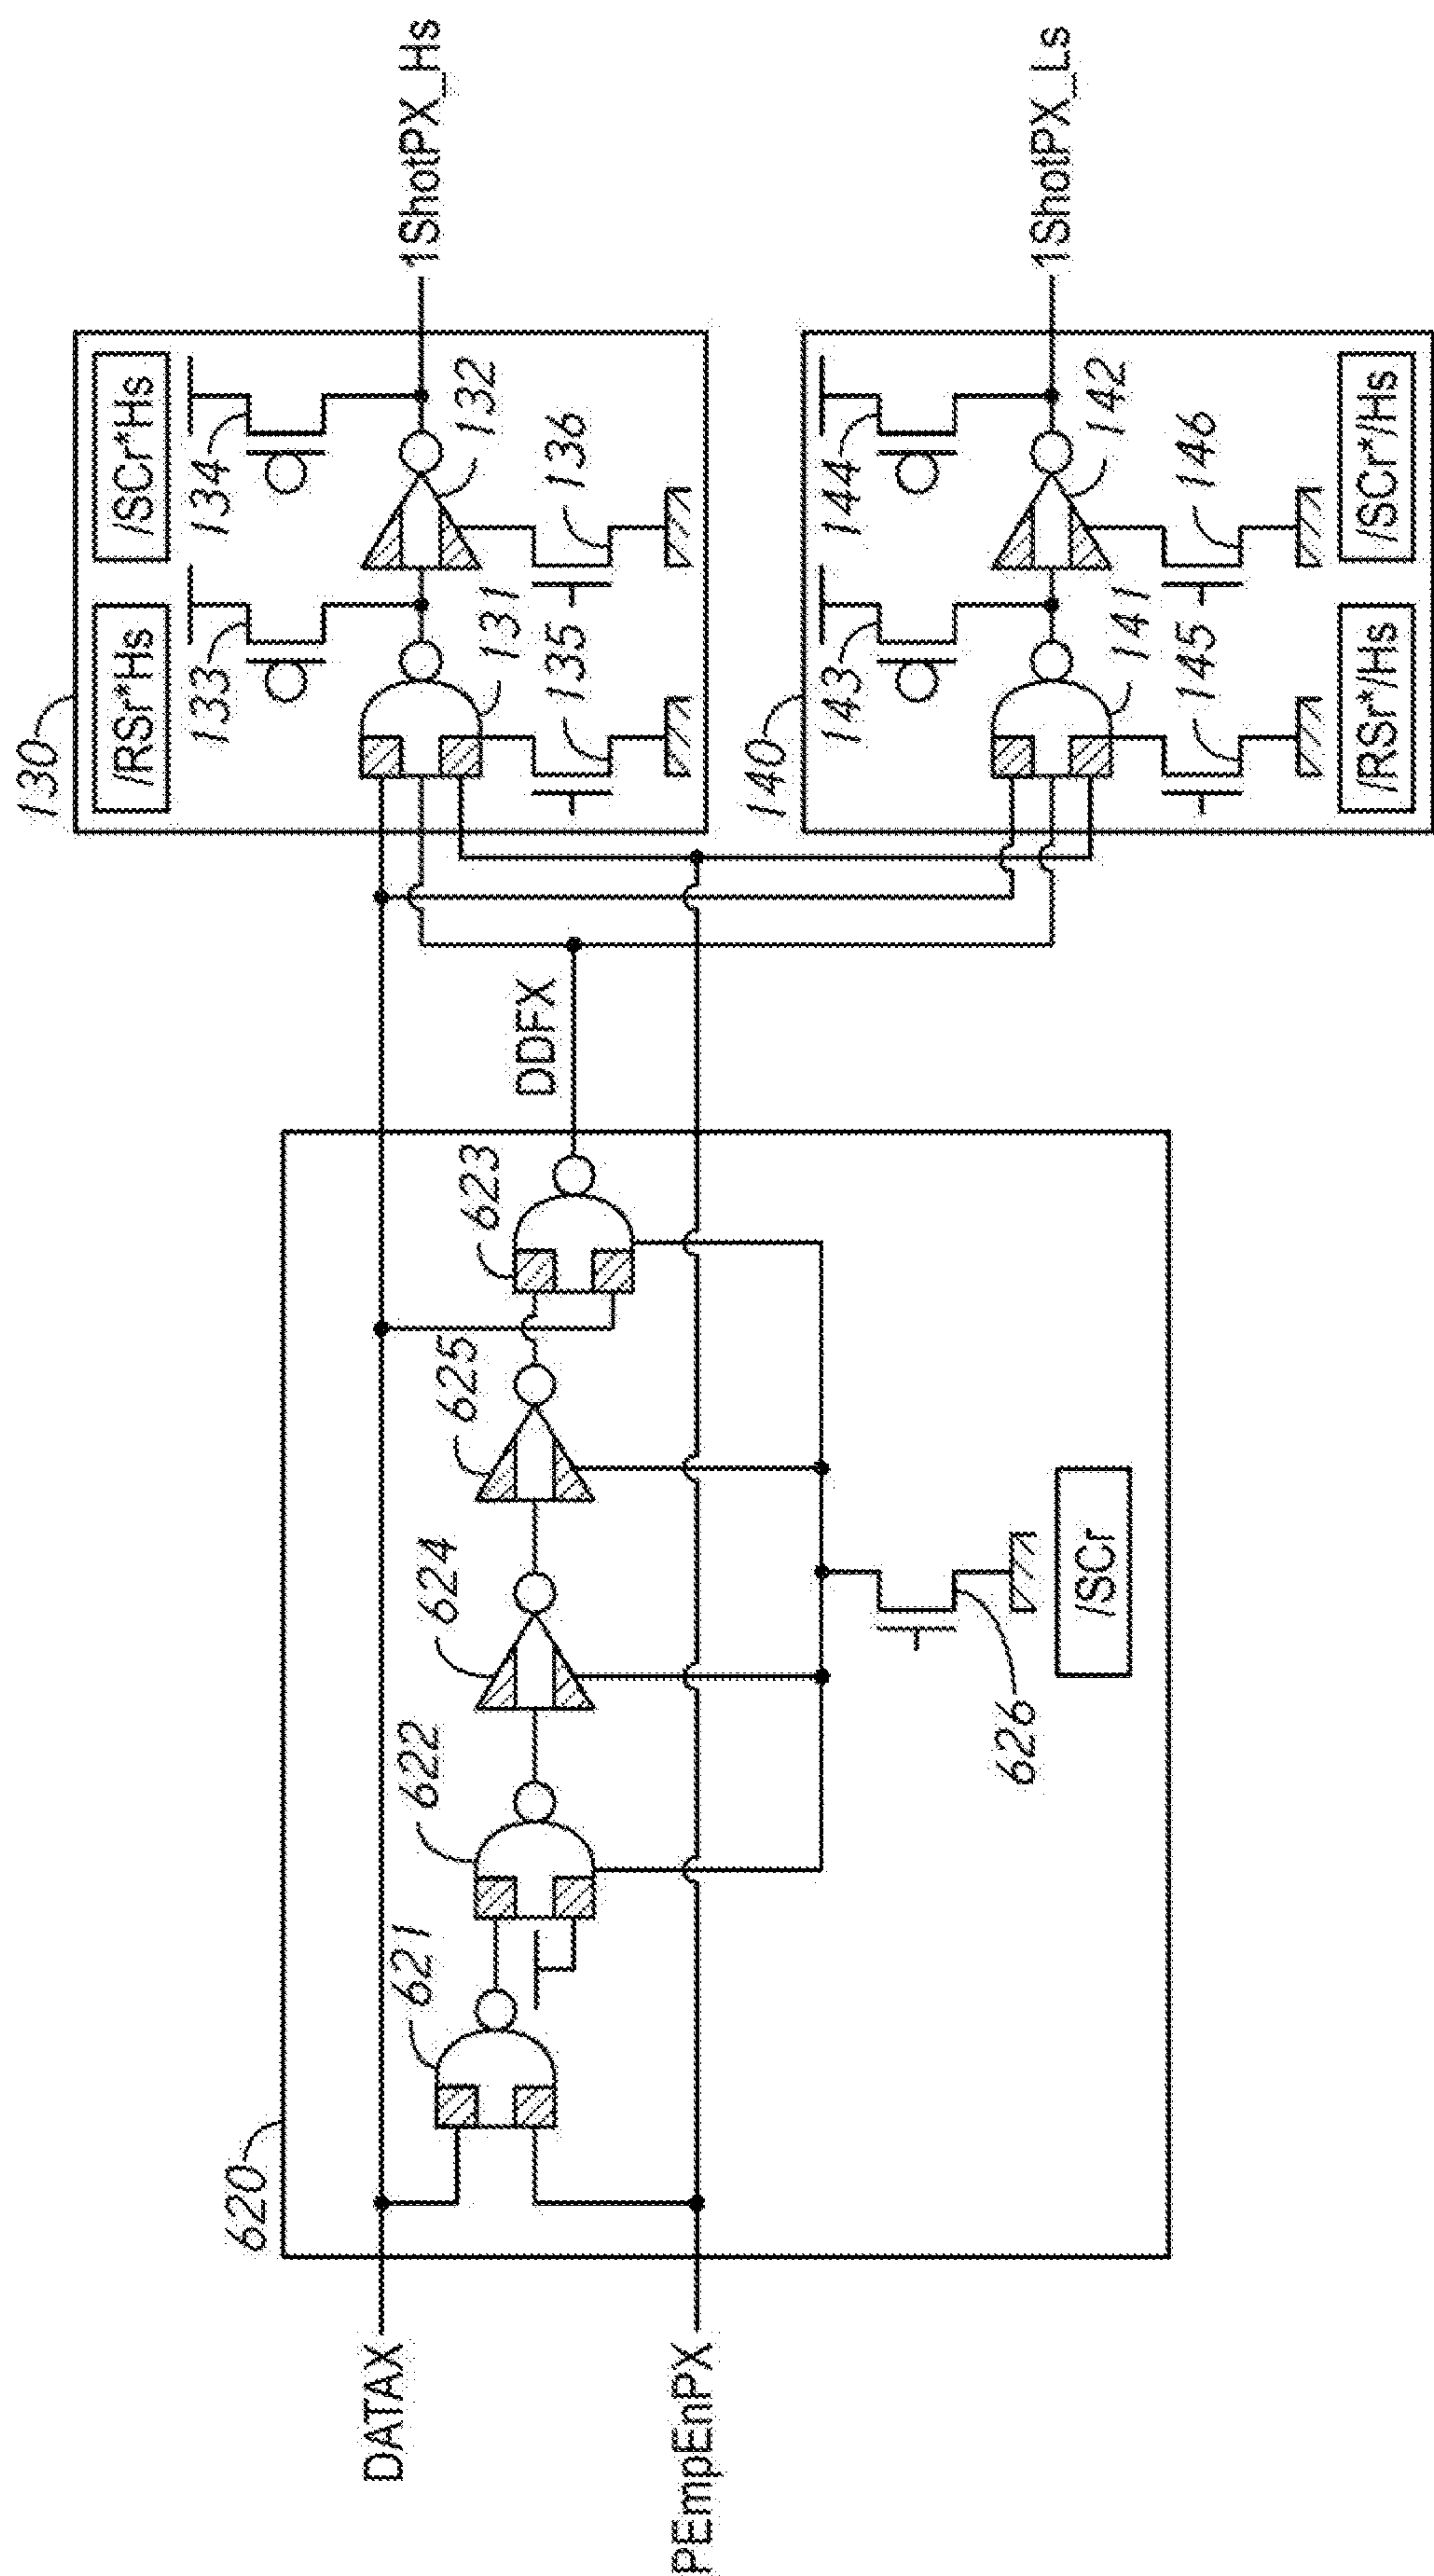 620
DATAX
PEmpEnPX
621
622
624
625
623
626
/SCr
DDFX
130
/RSr*Hs
/SCr*Hs
133
134
131
132
135
136
1ShotPX_Hs
140
143
144
141
142
145
146
/RSr*/Hs
/SCr*/Hs
1ShotPX_Ls